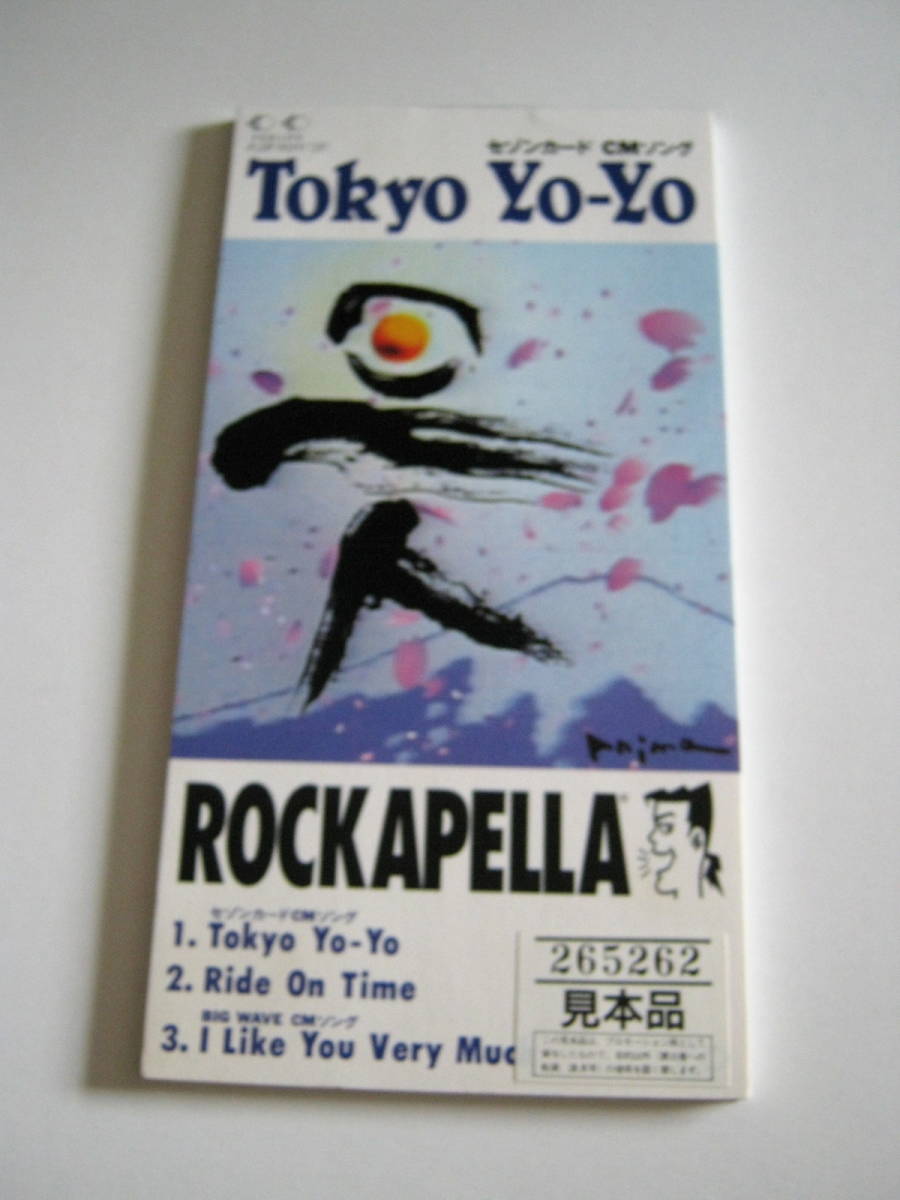 セゾンカード CMソング
Tokyo Yo-Yo
ROCKAPELLA
セゾンカードCMソング
1. Tokyo Yo-Yo
2. Ride On Time
BIG WAVE CMソング
3. I Like You Very Muc
265262
見本品